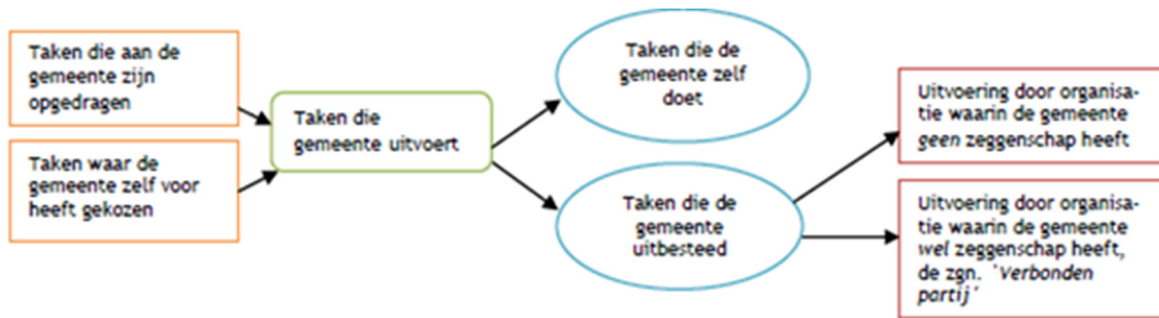 Taken die aan de
gemeente zijn
opgedragen
Taken waar de
gemeente zelf voor
heeft gekozen
Taken die
gemeente uitvoert
Taken die de
gemeente zelf
doet
Taken die de
gemeente
uitbesteed
Uitvoering door organisa-
tie waarin de gemeente
geen zeggenschap heeft
Uitvoering door organisa-
tie waarin de gemeente
wel zeggenschap heeft,
de zgn. 'Verbonden
partij'